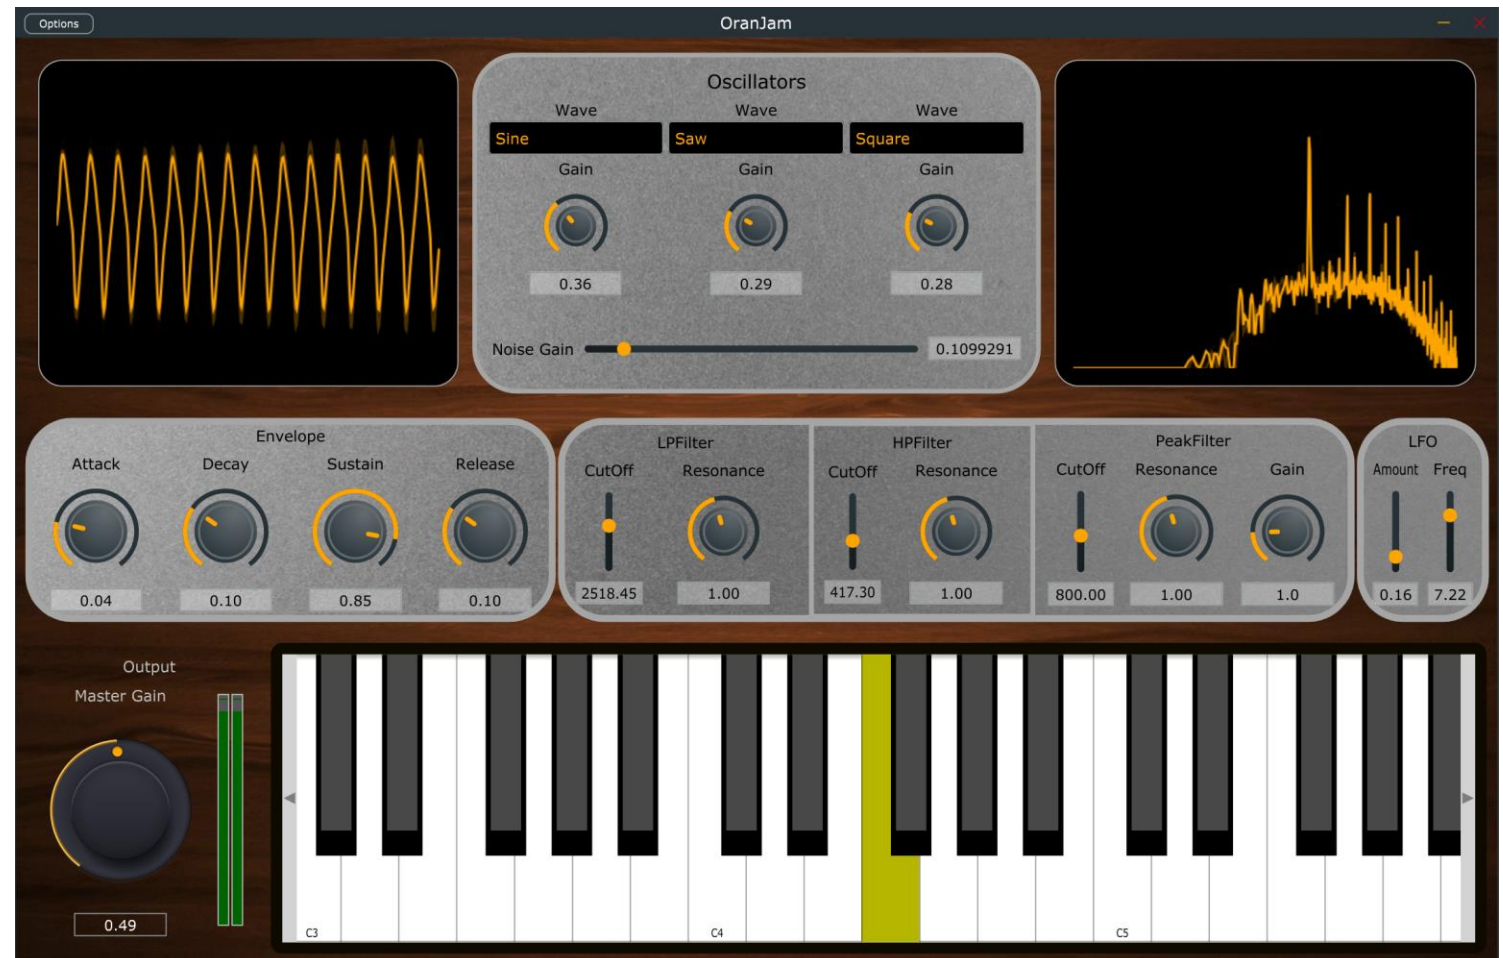 Options
OranJam
Oscillators
Wave Wave Wave
Sine Saw Square
Gain Gain Gain
0.36 0.29 0.28
Noise Gain 0.1099291
Envelope
Attack Decay Sustain Release
0.04 0.10 0.85 0.10
LPFilter
CutOff Resonance
2518.45 1.00
HPFilter
CutOff Resonance
417.30 1.00
PeakFilter
CutOff Resonance Gain
800.00 1.00 1.0
LFO
Amount Freq
0.16 7.22
Output
Master Gain
0.49
C3 C4 C5